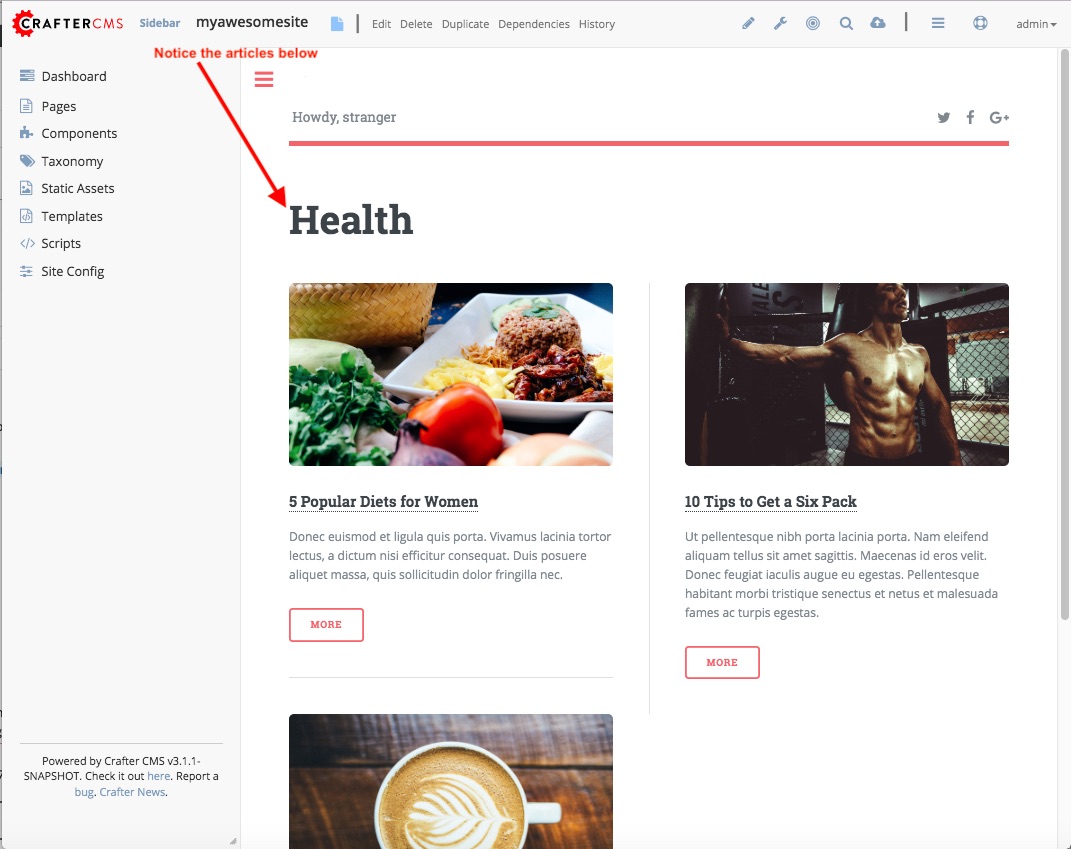 CRAFTERCMS Sidebar myawesomesite Edit Delete Duplicate Dependencies History admin
Notice the articles below
Dashboard
Pages
Components
Taxonomy
Static Assets
Templates
Scripts
Site Config
Powered by Crafter CMS v3.1.1-
SNAPSHOT. Check it out here. Report a
bug. Crafter News.
Howdy, stranger
Health
5 Popular Diets for Women
Donec euismod et ligula quis porta. Vivamus lacinia tortor
lectus, a dictum nisi efficitur consequat. Duis posuere
aliquet massa, quis sollicitudin dolor fringilla nec.
MORE
10 Tips to Get a Six Pack
Ut pellentesque nibh porta lacinia porta. Nam eleifend
aliquam tellus sit amet sagittis. Maecenas id eros velit.
Donec feugiat iaculis augue eu egestas. Pellentesque
habitant morbi tristique senectus et netus et malesuada
fames ac turpis egestas.
MORE